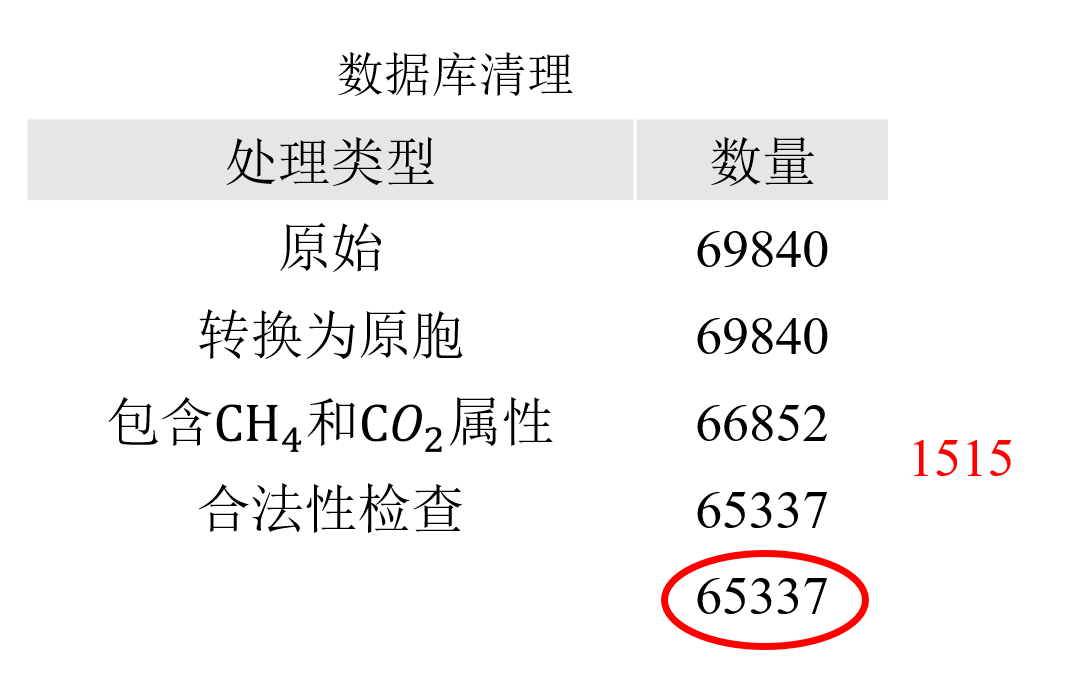 数据库清理
处理类型 数量
原始 69840
转换为原胞 69840
包含CH₄和CO₂属性 66852
1515
合法性检查 65337
65337